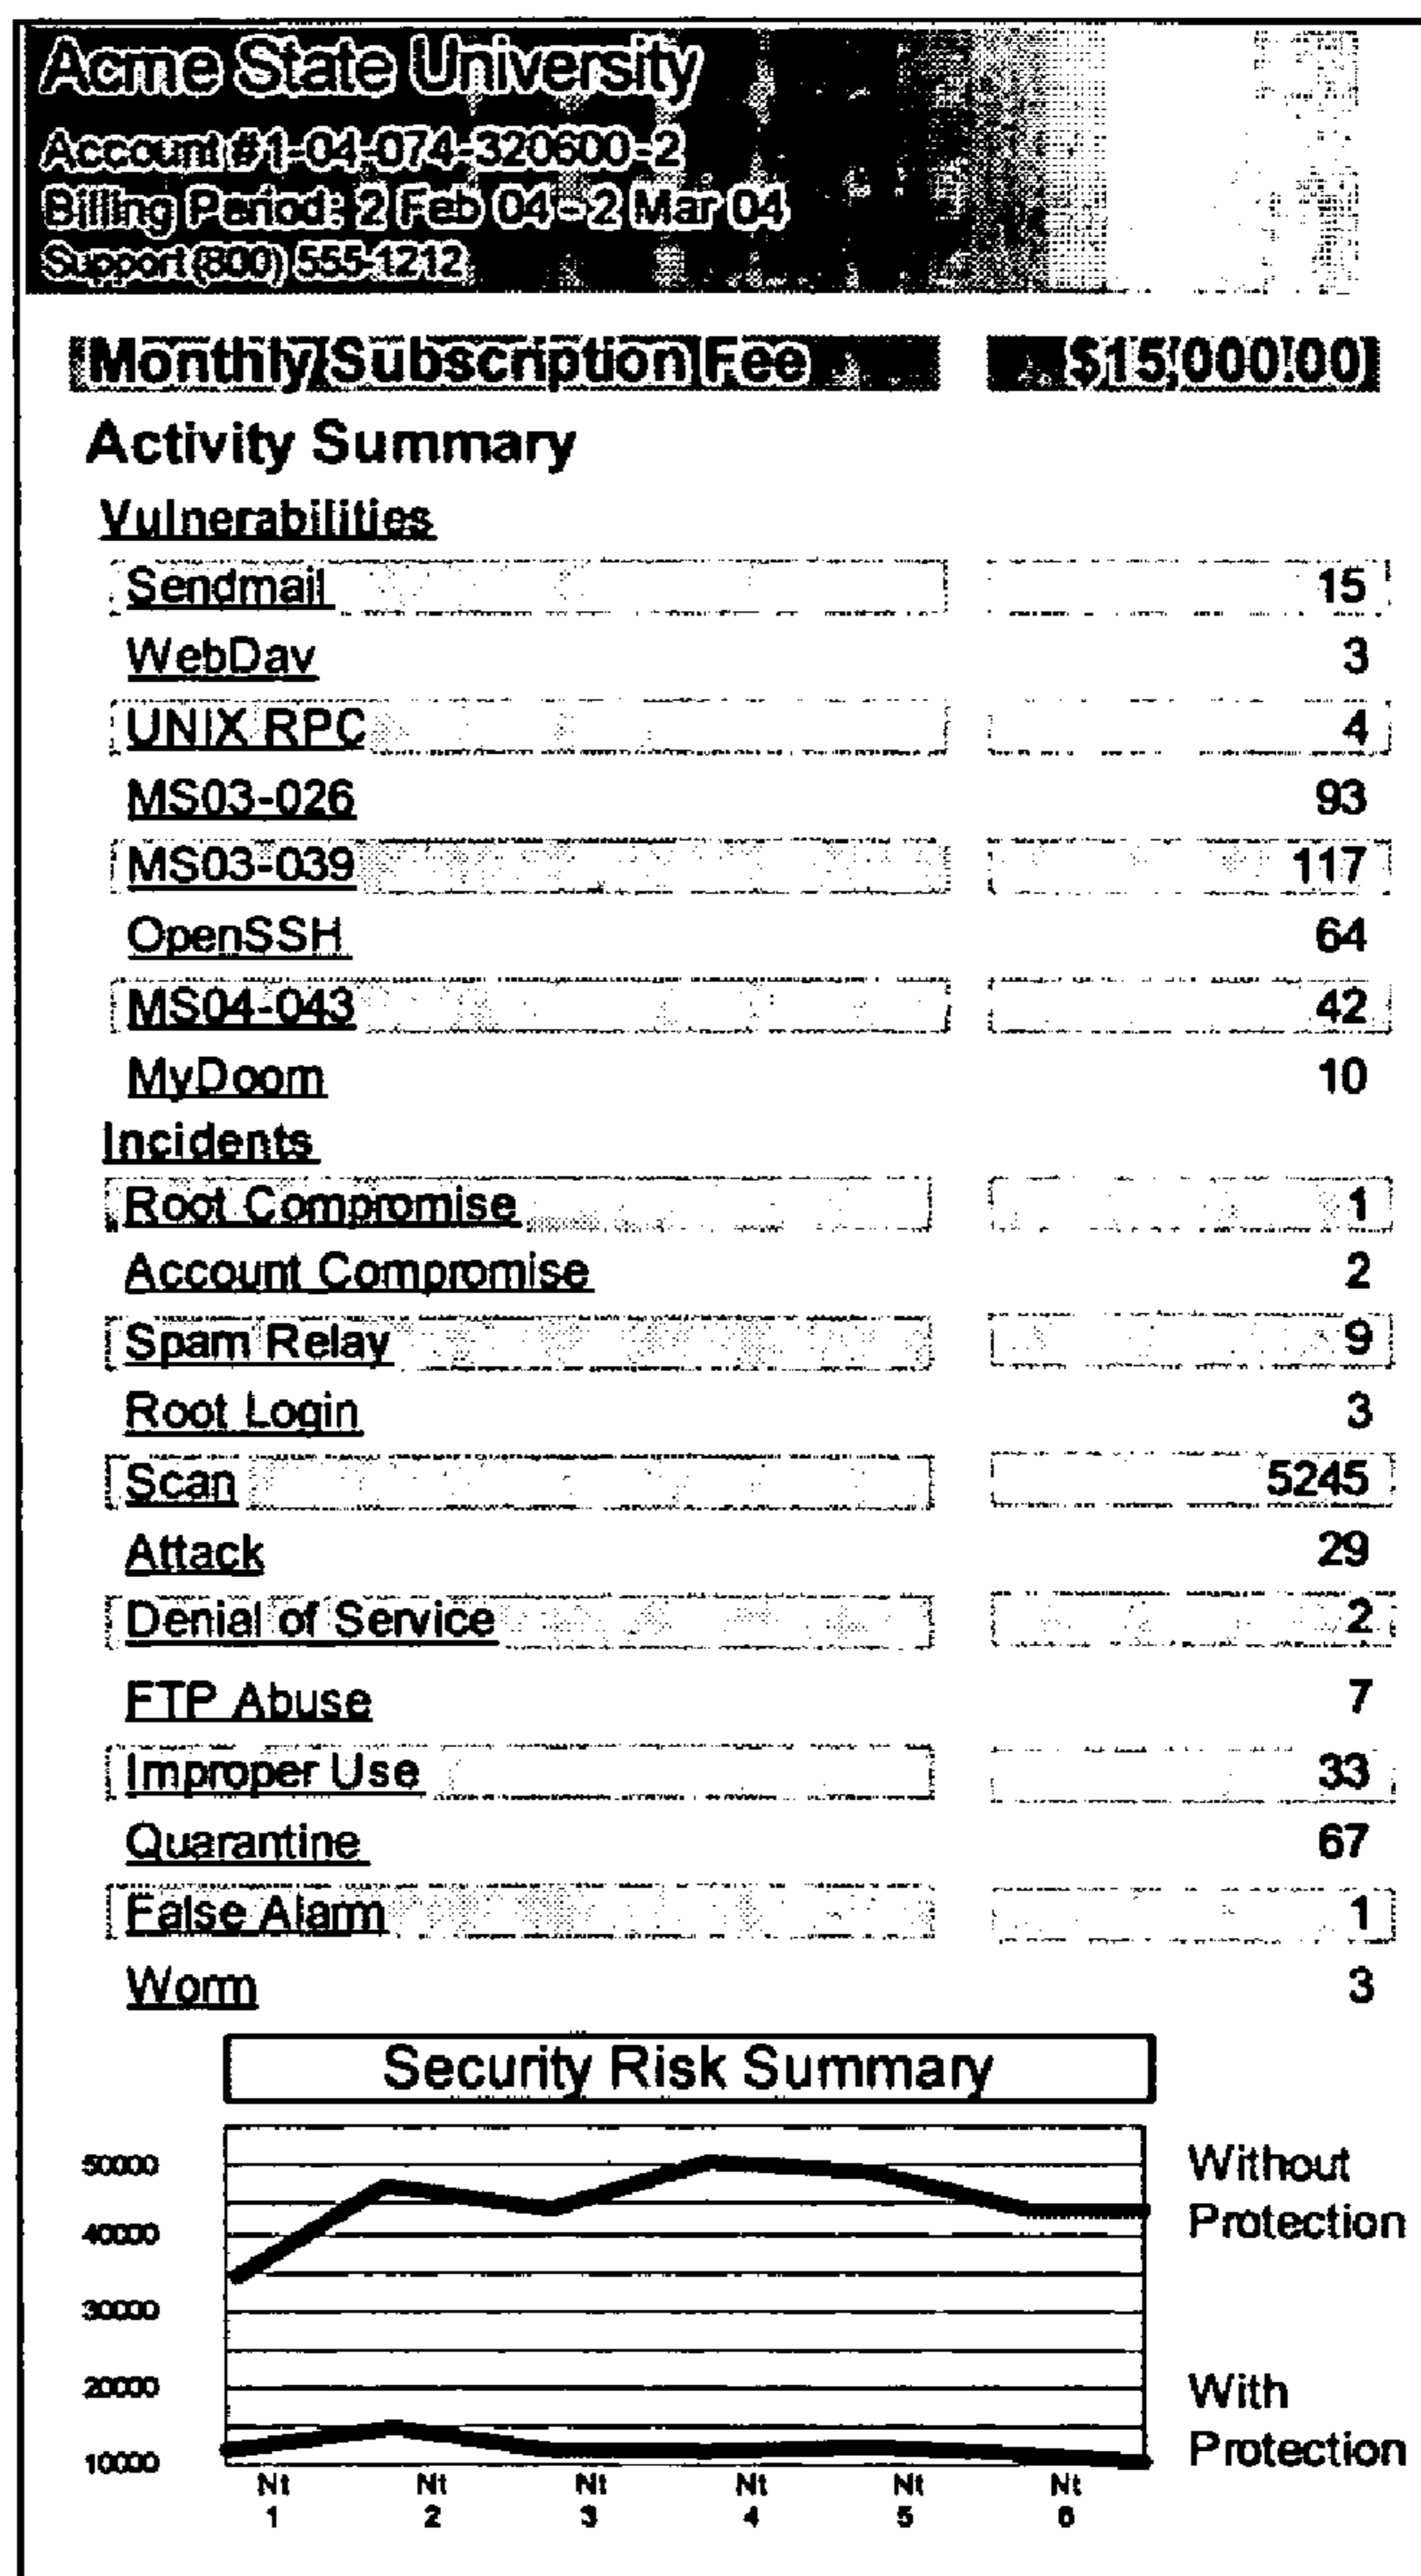 Acme State University
Account #1-04-074-320600-2
Billing Period: 2 Feb 04 - 2 Mar 04
Support (800) 555-1212
Monthly Subscription Fee $15,000.00
Activity Summary
Vulnerabilities
Sendmail 15
WebDav 3
UNIX RPC 4
MS03-026 93
MS03-039 117
OpenSSH 64
MS04-043 42
MyDoom 10
Incidents
Root Compromise 1
Account Compromise 2
Spam Relay 9
Root Login 3
Scan 5245
Attack 29
Denial of Service 2
FTP Abuse 7
Improper Use 33
Quarantine 67
False Alarm 1
Worm 3
Security Risk Summary
50000
40000
30000
20000
10000
Without
Protection
With
Protection
Nt Nt Nt Nt Nt Nt
1 2 3 4 5 6